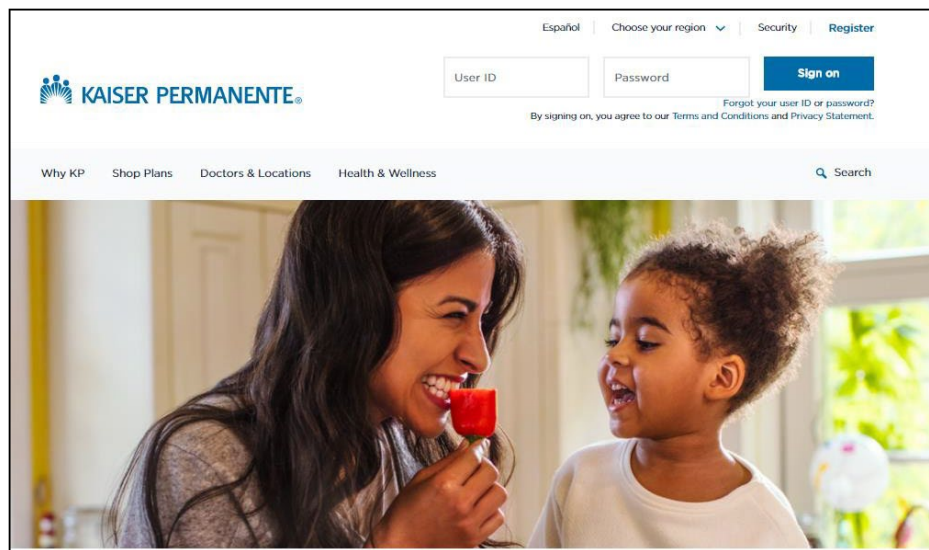 Español Choose your region Security Register
KAISER PERMANENTE®
User ID Password Sign on
Forgot your user ID or password?
By signing on, you agree to our Terms and Conditions and Privacy Statement.
Why KP Shop Plans Doctors & Locations Health & Wellness Search